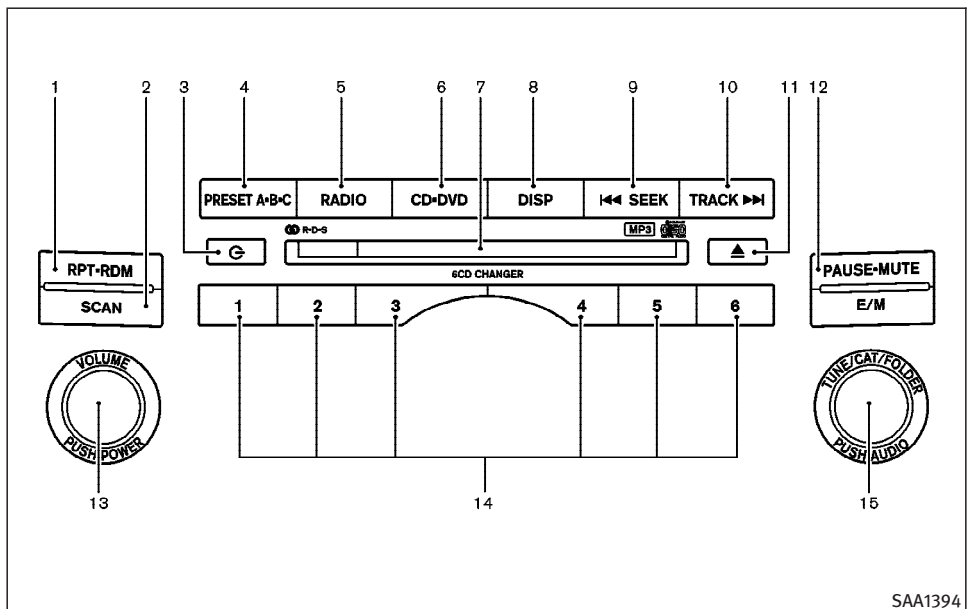 1 2 3 4 5 6 7 8 9 10 11 12
PRESET A•B•C RADIO CD•DVD DISP SEEK TRACK
R·D·S MP3
RPT•RDM PAUSE•MUTE
6CD CHANGER
SCAN 1 2 3 4 5 6 E/M
VOLUME TUNE/CAT/FOLDER
PUSH POWER PUSH AUDIO
13 14 15
SAA1394